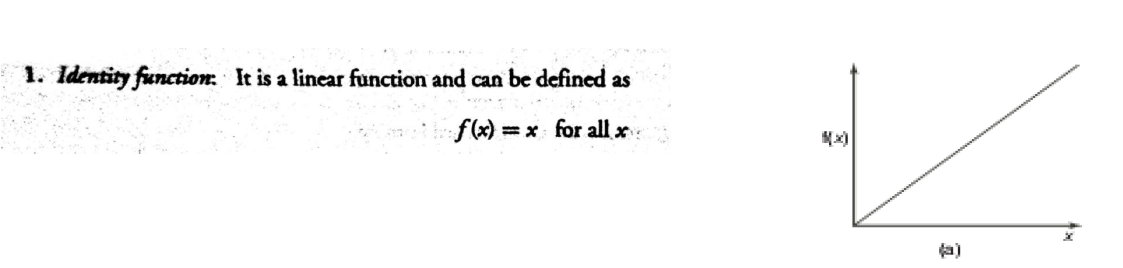 1. Identity function: It is a linear function and can be defined as
f(x) = x for all x
f(x)
x
(a)